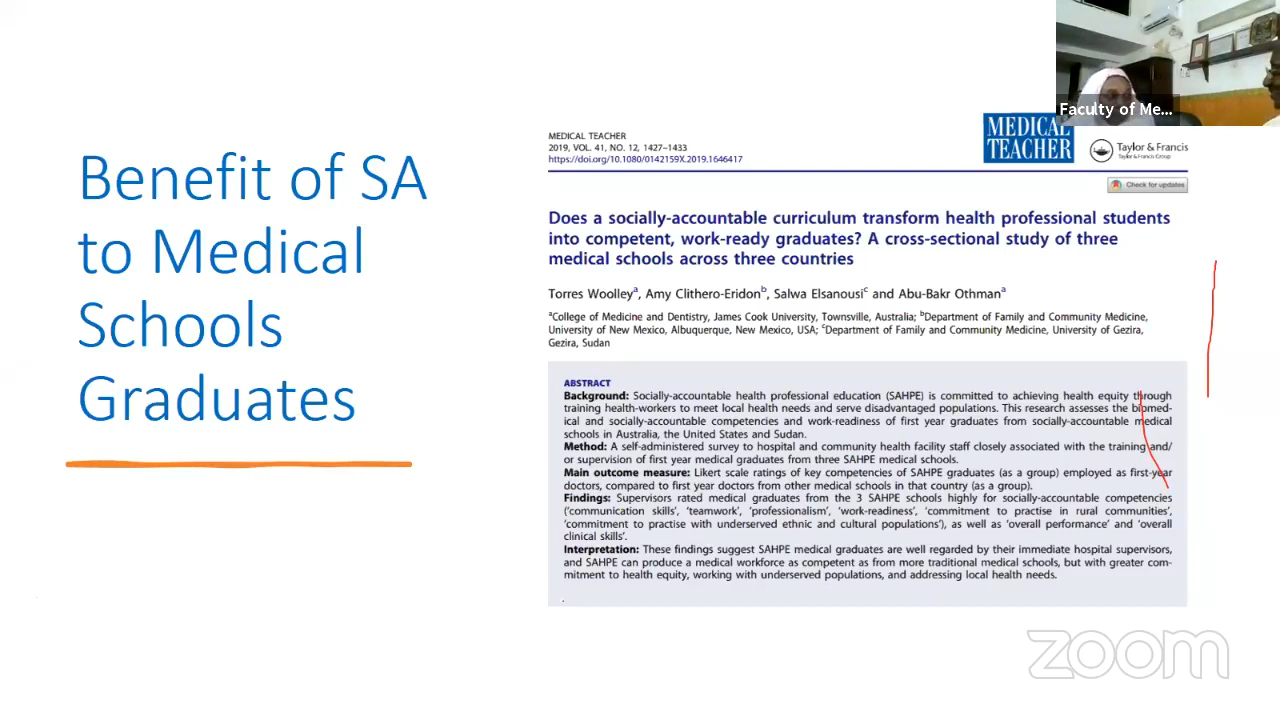 Benefit of SA
to Medical
Schools
Graduates
Faculty of Me...
MEDICAL TEACHER
2019, VOL. 41, NO. 12, 1427–1433
https://doi.org/10.1080/0142159X.2019.1646417
MEDICAL
TEACHER
Taylor & Francis
Taylor & Francis Group
Check for updates
Does a socially-accountable curriculum transform health professional students
into competent, work-ready graduates? A cross-sectional study of three
medical schools across three countries
Torres Woolleyᵃ, Amy Clithero-Eridonᵇ, Salwa Elsanousiᶜ and Abu-Bakr Othmanᵃ
ᵃCollege of Medicine and Dentistry, James Cook University, Townsville, Australia; ᵇDepartment of Family and Community Medicine,
University of New Mexico, Albuquerque, New Mexico, USA; ᶜDepartment of Family and Community Medicine, University of Gezira,
Gezira, Sudan
ABSTRACT
Background: Socially-accountable health professional education (SAHPE) is committed to achieving health equity through
training health-workers to meet local health needs and serve disadvantaged populations. This research assesses the biomed-
ical and socially-accountable competencies and work-readiness of first year graduates from socially-accountable medical
schools in Australia, the United States and Sudan.
Method: A self-administered survey to hospital and community health facility staff closely associated with the training and/
or supervision of first year medical graduates from three SAHPE medical schools.
Main outcome measure: Likert scale ratings of key competencies of SAHPE graduates (as a group) employed as first-year
doctors, compared to first year doctors from other medical schools in that country (as a group).
Findings: Supervisors rated medical graduates from the 3 SAHPE schools highly for socially-accountable competencies
('communication skills', 'teamwork', 'professionalism', 'work-readiness', 'commitment to practise in rural communities',
'commitment to practise with underserved ethnic and cultural populations'), as well as 'overall performance' and 'overall
clinical skills'.
Interpretation: These findings suggest SAHPE medical graduates are well regarded by their immediate hospital supervisors,
and SAHPE can produce a medical workforce as competent as from more traditional medical schools, but with greater com-
mitment to health equity, working with underserved populations, and addressing local health needs.
zoom